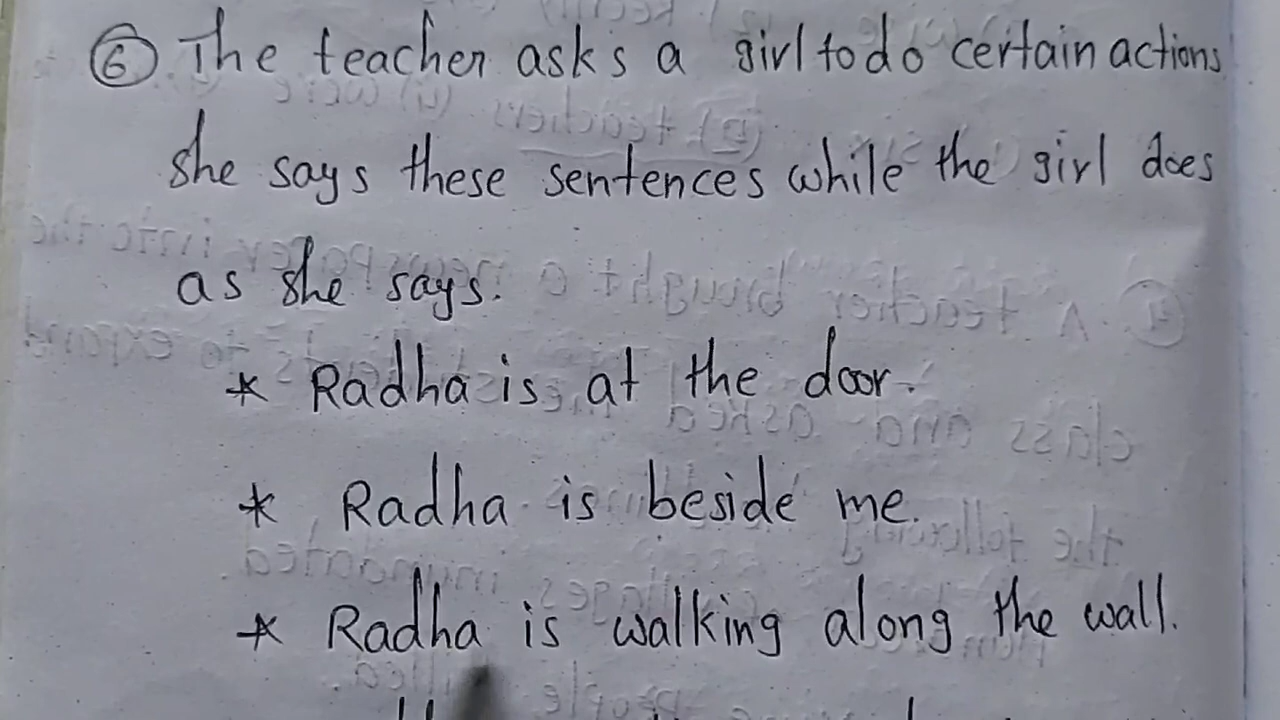 6 The teacher asks a girl to do certain actions
she says these sentences while the girl does
as she says.
* Radha is at the door.
* Radha is beside me.
* Radha is walking along the wall.